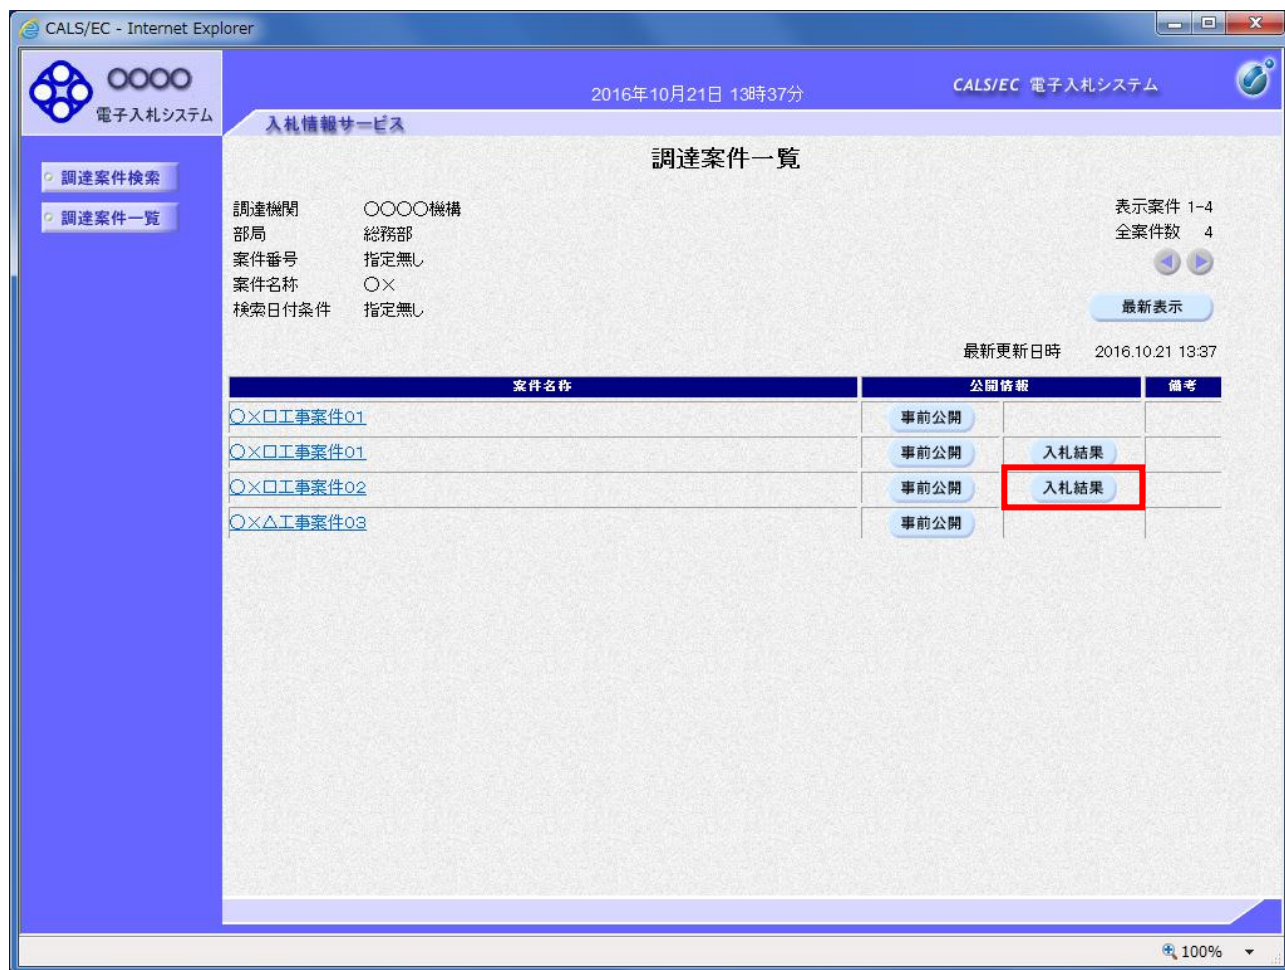 CALS/EC - Internet Explorer
〇〇〇〇
電子入札システム
2016年10月21日 13時37分
CALS/EC 電子入札システム
入札情報サービス
調達案件検索
調達案件一覧
調達案件一覧
調達機関 〇〇〇〇機構
部局 総務部
案件番号 指定無し
案件名称 〇×
検索日付条件 指定無し
表示案件 1-4
全案件数 4
最新表示
最新更新日時 2016.10.21 13:37
案件名称 公開情報 備考
〇×□工事案件01 事前公開
〇×□工事案件01 事前公開 入札結果
〇×□工事案件02 事前公開 入札結果
〇×△工事案件03 事前公開
100%